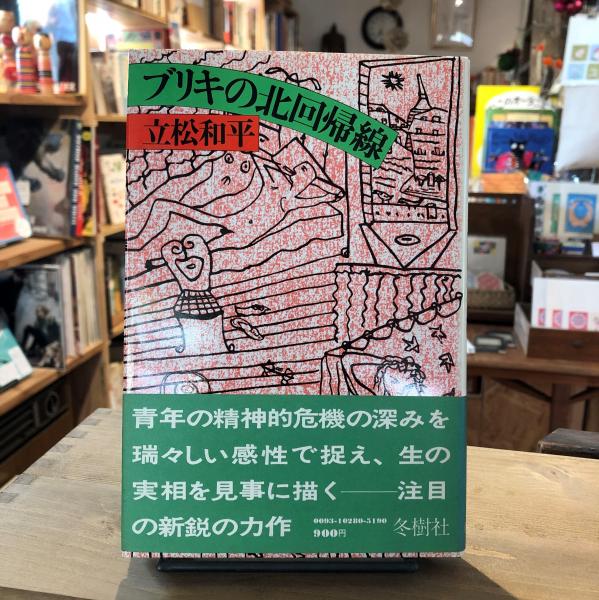 ブリキの北回帰線
立松和平
青年の精神的危機の深みを
瑞々しい感性で捉え、生の
実相を見事に描く――注目
の新鋭の力作
0093-10280-5190
900円
冬樹社